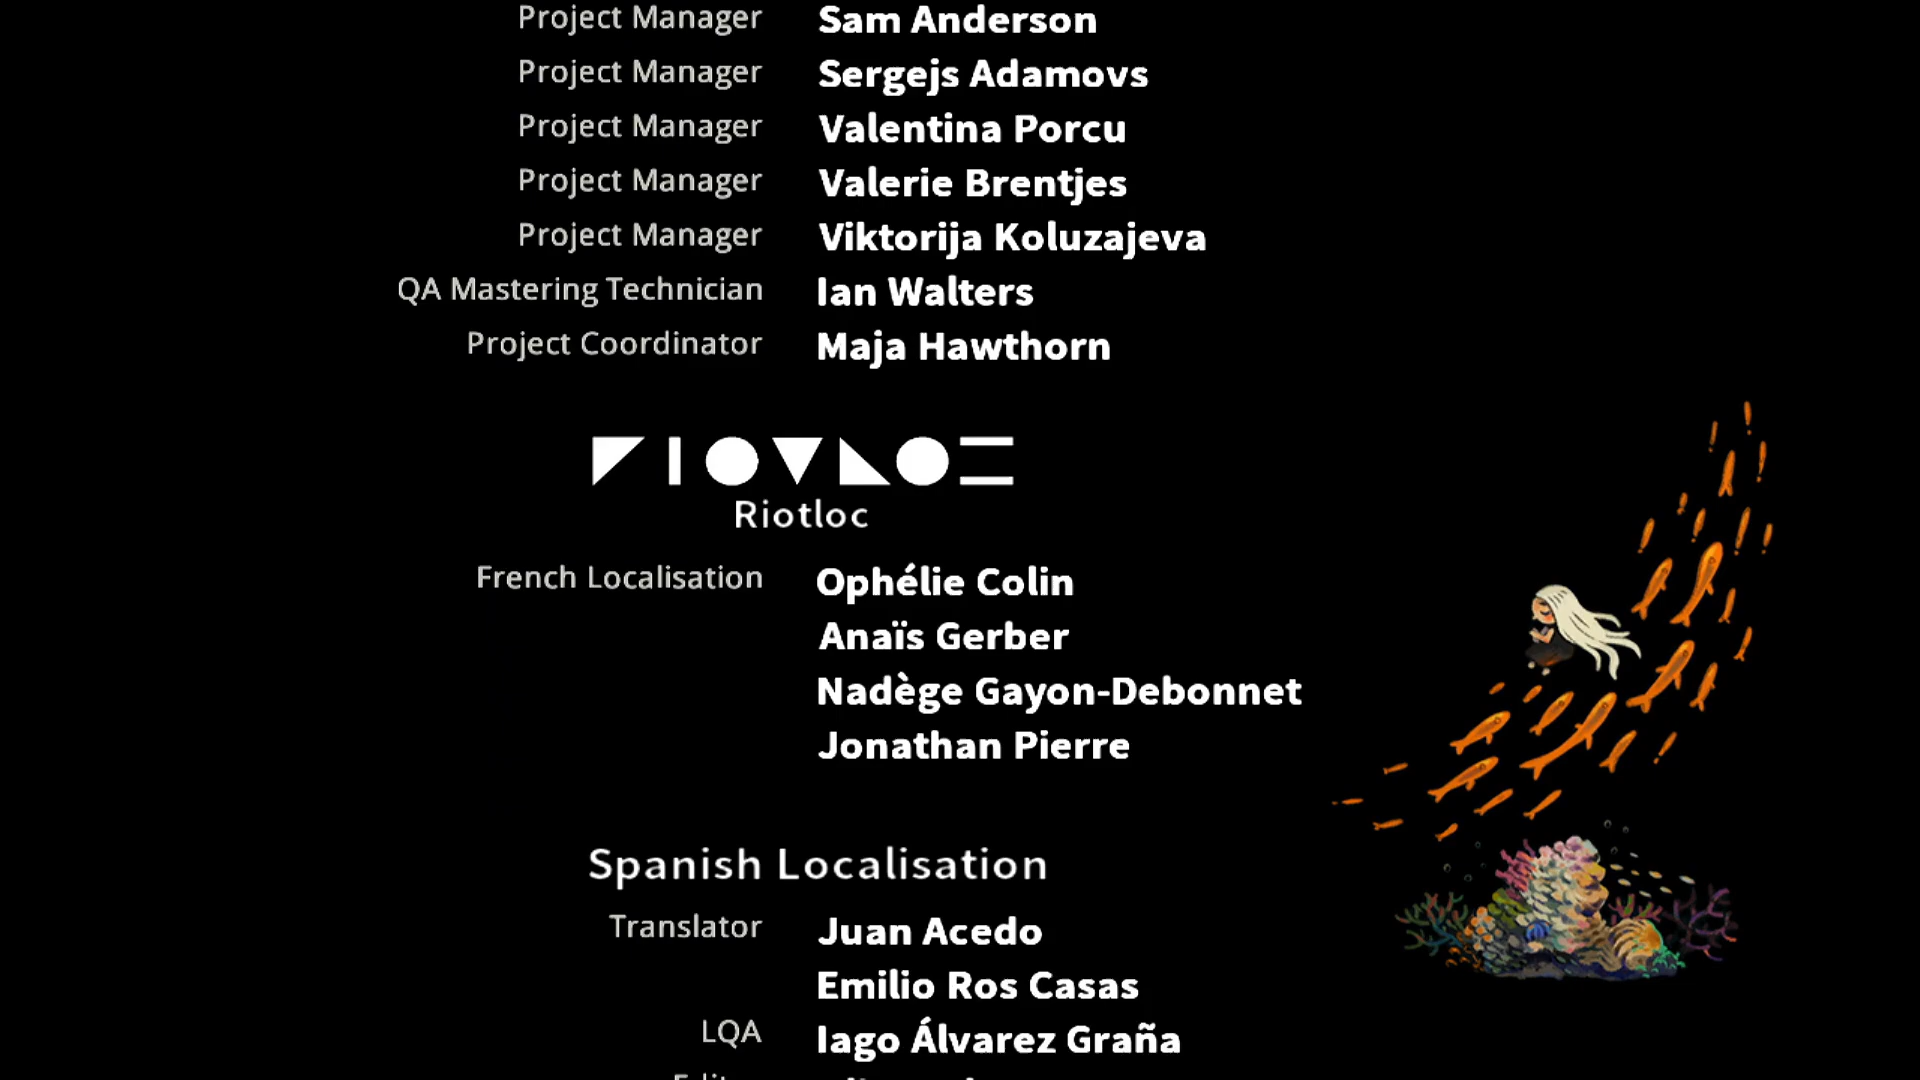 Project Manager Sam Anderson
Project Manager Sergejs Adamovs
Project Manager Valentina Porcu
Project Manager Valerie Brentjes
Project Manager Viktorija Koluzajeva
QA Mastering Technician Ian Walters
Project Coordinator Maja Hawthorn
Riotloc
French Localisation Ophélie Colin
Anaïs Gerber
Nadège Gayon-Debonnet
Jonathan Pierre
Spanish Localisation
Translator Juan Acedo
Emilio Ros Casas
LQA Iago Álvarez Graña